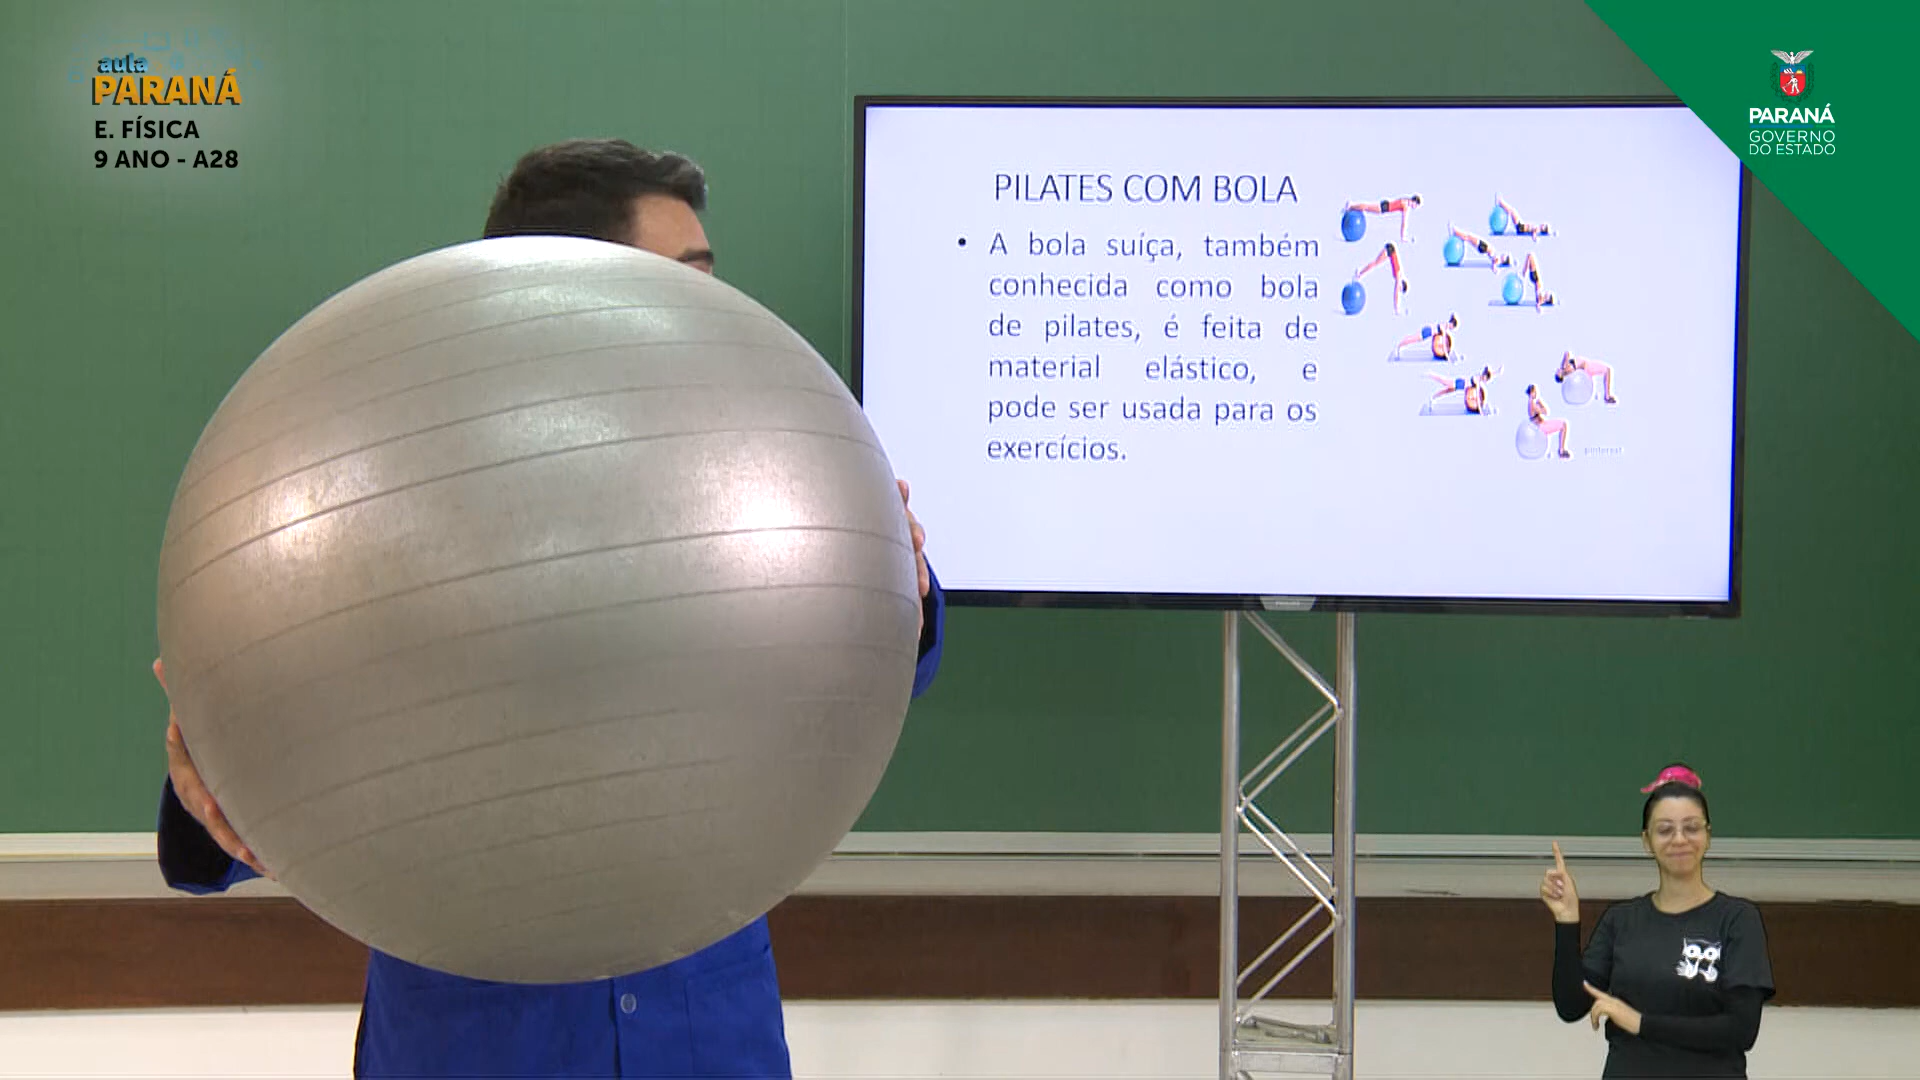 aula
PARANÁ
E. FÍSICA
9 ANO - A28
PARANÁ
GOVERNO
DO ESTADO
PILATES COM BOLA
• A bola suíça, também
conhecida como bola
de pilates, é feita de
material elástico, e
pode ser usada para os
exercícios.
pinterest